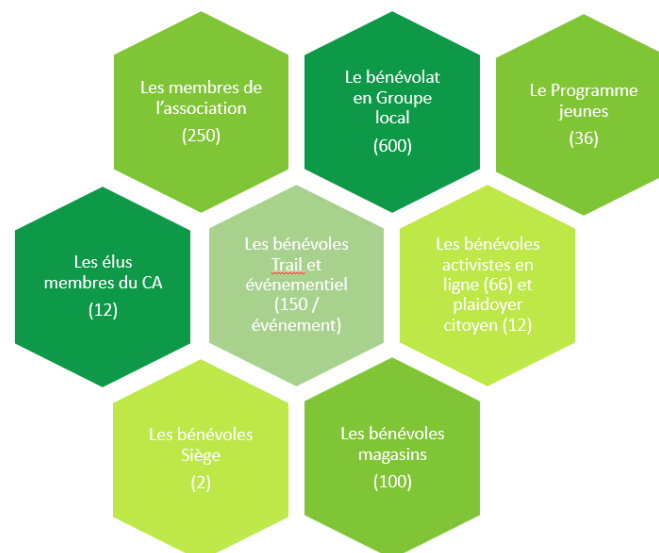 Les membres de
l'association
(250)
Le bénévolat
en Groupe
local
(600)
Le Programme
jeunes
(36)
Les élus
membres du CA
(12)
Les bénévoles
Trail et
événementiel
(150 /
événement)
Les bénévoles
activistes en
ligne (66) et
plaidoyer
citoyen (12)
Les bénévoles
Siège
(2)
Les bénévoles
magasins
(100)